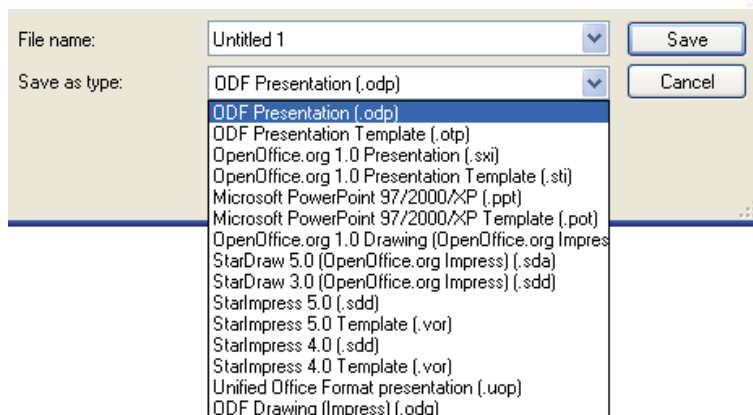 File name: Untitled 1 Save
Save as type: ODF Presentation (.odp) Cancel
ODF Presentation (.odp)
ODF Presentation Template (.otp)
OpenOffice.org 1.0 Presentation (.sxi)
OpenOffice.org 1.0 Presentation Template (.sti)
Microsoft PowerPoint 97/2000/XP (.ppt)
Microsoft PowerPoint 97/2000/XP Template (.pot)
OpenOffice.org 1.0 Drawing (OpenOffice.org Impres
StarDraw 5.0 (OpenOffice.org Impress) (.sda)
StarDraw 3.0 (OpenOffice.org Impress) (.sdd)
StarImpress 5.0 (.sdd)
StarImpress 5.0 Template (.vor)
StarImpress 4.0 (.sdd)
StarImpress 4.0 Template (.vor)
Unified Office Format presentation (.uop)
ODF Drawing (Impress) (.odg)